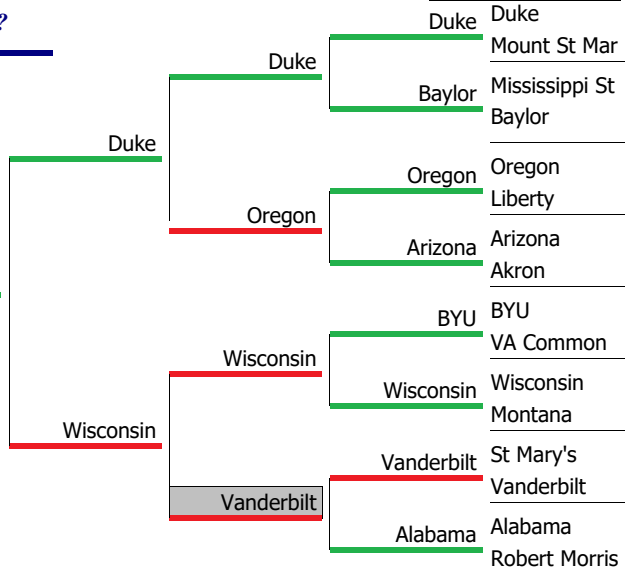 ?
Duke
Duke
Mount St Mar
Duke
Baylor
Mississippi St
Baylor
Duke
Oregon
Oregon
Liberty
Oregon
Arizona
Arizona
Akron
BYU
BYU
VA Common
Wisconsin
Wisconsin
Wisconsin
Montana
Wisconsin
Vanderbilt
St Mary's
Vanderbilt
Vanderbilt
Alabama
Alabama
Robert Morris